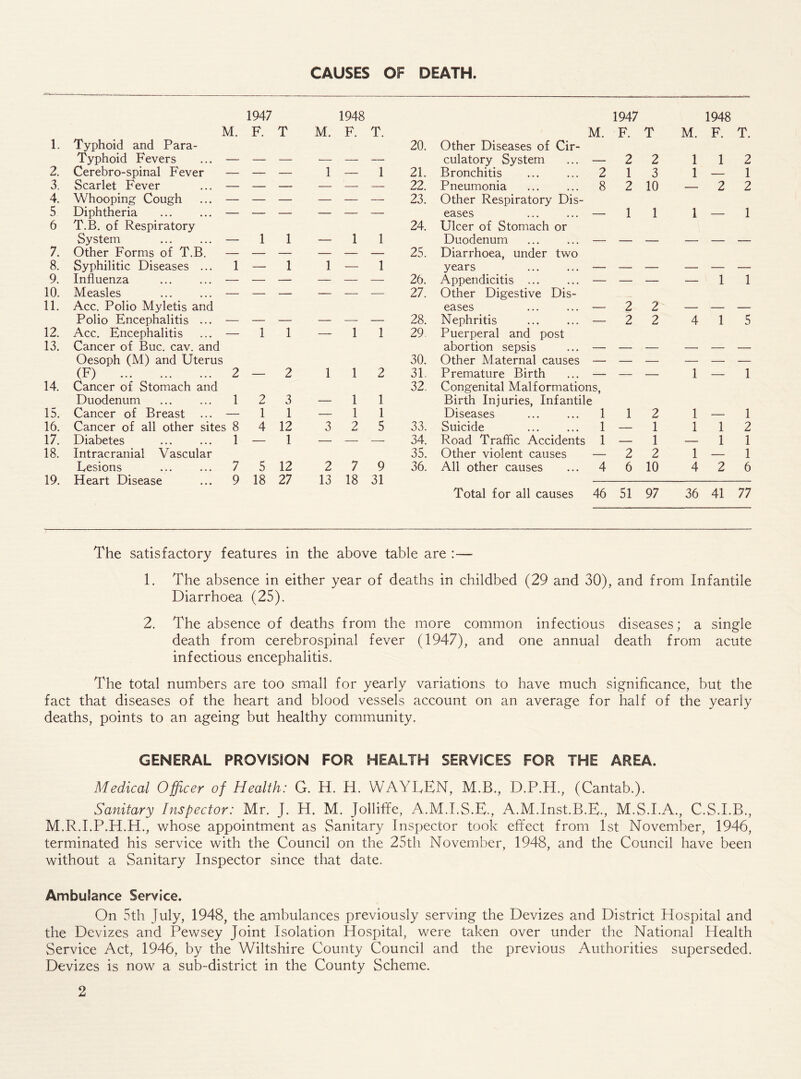 CAUSES OF DEATH.
1947 1948
M. F. T M. F. T.
1. Typhoid and Para-
Typhoid Fevers ... — — — — — —
2. Cerebro-spinal Fever — — — 1 — 1
3. Scarlet Fever ... — — — — — —
4. Whooping Cough ... — — — — — —
5 Diphtheria ... ... — — — — — —
6 T.B. of Respiratory
System ... ... — 1 1 — 1 1
7. Other Forms of T.B. — — — — — —
8. Syphilitic Diseases ... 1 — 1 1 — 1
9. Influenza ... ... — — — — — —
10. Measles ... ... — — — — — —
11. Acc. Polio Myletis and
Polio Encephalitis ... — — — — — —
12. Acc. Encephalitis ... — 1 1 — 1 1
13. Cancer of Buc. cav. and
Oesoph (M) and Uterus
(F) ... ... ... 2 — 2 1 1 2
14. Cancer of Stomach and
Duodenum ... ... 1 2 3 — 1 1
15. Cancer of Breast ... — 1 1 — 1 1
16. Cancer of all other sites 8 4 12 3 2 5
17. Diabetes ... ... 1 — 1 — — —
18. Intracranial Vascular
Lesions ... ... 7 5 12 2 7 9
19. Heart Disease ... 9 18 27 13 18 31
1947 1948
M. F. T M. F. T.
20. Other Diseases of Cir-
culatory System ... — 2 2 1 1 2
21. Bronchitis ... ... 2 1 3 1 — 1
22. Pneumonia ... ... 8 2 10 — 2 2
23. Other Respiratory Dis-
eases ... ... — 1 1 1 — 1
24. Ulcer of Stomach or
Duodenum ... ... — — — — — —
25. Diarrhoea, under two
years ... ... — — — — — —
26. Appendicitis ... ... — — — — 1 1
27. Other Digestive Dis-
eases ... ... — 2 2 — — —
28. Nephritis ... ... — 2 2 4 1 5
29. Puerperal and post
abortion sepsis ... — — — — — —
30. Other Maternal causes — — — — — —
31. Premature Birth ... — — — 1 — 1
32. Congenital Malformations,
Birth Injuries, Infantile
Diseases ... ... 1 1 2 1 — 1
33. Suicide ... ... 1 — 1 1 1 2
34. Road Traffic Accidents 1 — 1 — 1 1
35. Other violent causes — 2 2 1 — 1
36. All other causes ... 4 6 10 4 2 6
Total for all causes 46 51 97 36 41 77
The satisfactory features in the above table are :—
1. The absence in either year of deaths in childbed (29 and 30), and from Infantile
Diarrhoea (25).
2. The absence of deaths from the more common infectious diseases; a single
death from cerebrospinal fever (1947), and one annual death from acute
infectious encephalitis.
The total numbers are too small for yearly variations to have much significance, but the
fact that diseases of the heart and blood vessels account on an average for half of the yearly
deaths, points to an ageing but healthy community.
GENERAL PROVISION FOR HEALTH SERVICES FOR THE AREA.
Medical Officer of Health: G. H. H. WAYLEN, M.B., D.P.H., (Cantab.).
Sanitary Inspector: Mr. J. H. M. Jolliffe, A.M.I.S.E., A.M.Inst.B.E., M.S.I.A., C.S.I.B.,
M.R.I.P.H.H., whose appointment as Sanitary Inspector took effect from 1st November, 1946,
terminated his service with the Council on the 25th November, 1948, and the Council have been
without a Sanitary Inspector since that date.
Ambulance Service.
On 5th July, 1948, the ambulances previously serving the Devizes and District Hospital and
the Devizes and Pewsey Joint Isolation Hospital, were taken over under the National Health
Service Act, 1946, by the Wiltshire County Council and the previous Authorities superseded.
Devizes is now a sub-district in the County Scheme.
2